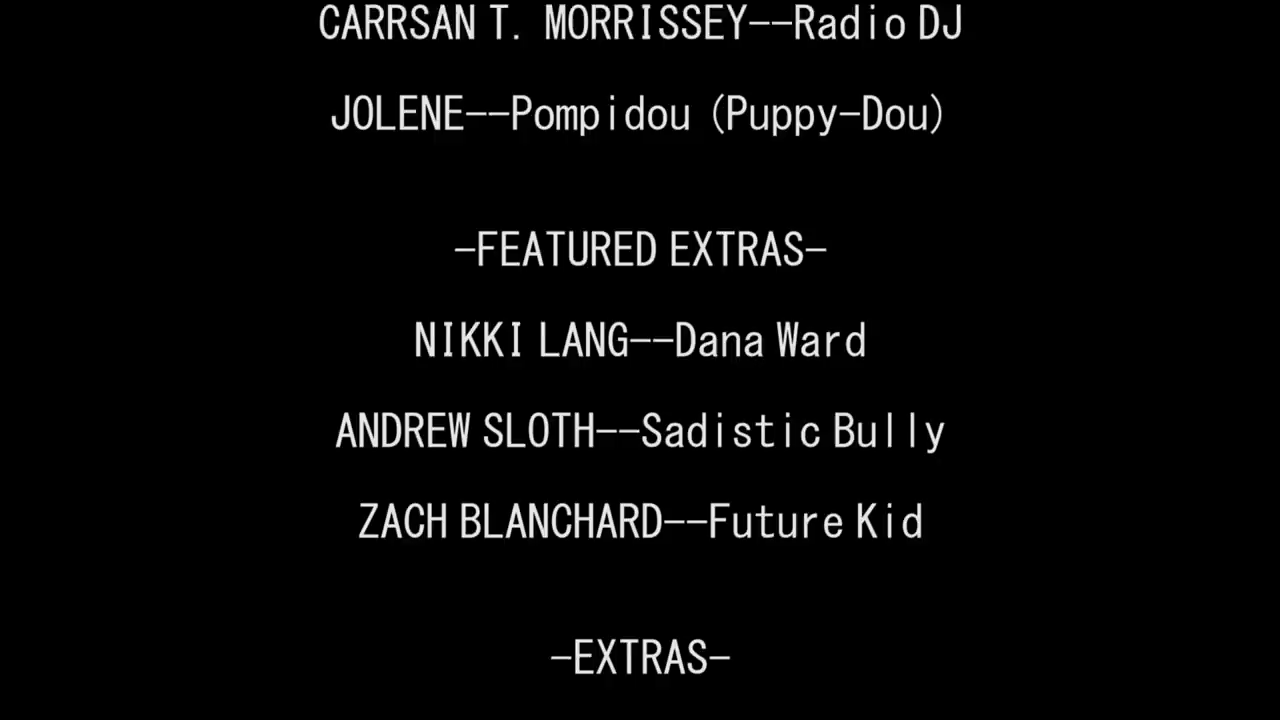 CARRSAN T. MORRISSEY--Radio DJ
JOLENE--Pompidou (Puppy-Dou)
-FEATURED EXTRAS-
NIKKI LANG--Dana Ward
ANDREW SLOTH--Sadistic Bully
ZACH BLANCHARD--Future Kid
-EXTRAS-